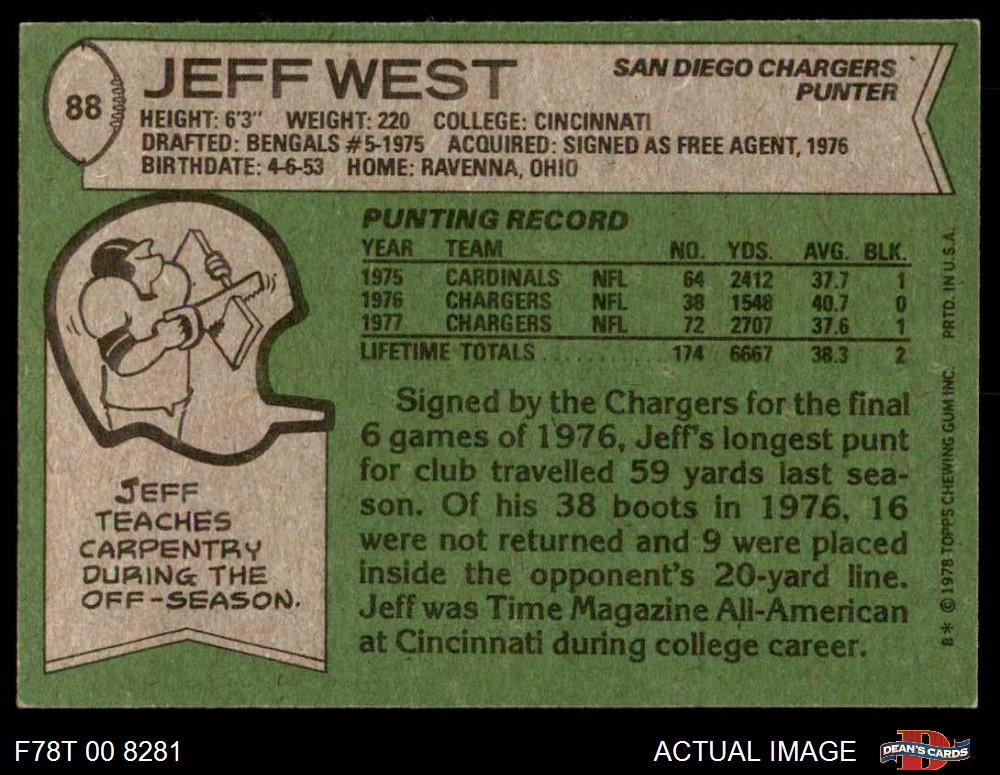 88
JEFF WEST
SAN DIEGO CHARGERS
PUNTER
HEIGHT: 6'3" WEIGHT: 220 COLLEGE: CINCINNATI
DRAFTED: BENGALS #5-1975 ACQUIRED: SIGNED AS FREE AGENT, 1976
BIRTHDATE: 4-6-53 HOME: RAVENNA, OHIO
PUNTING RECORD
YEAR TEAM NO. YDS. AVG. BLK.
1975 CARDINALS NFL 64 2412 37.7 1
1976 CHARGERS NFL 38 1548 40.7 0
1977 CHARGERS NFL 72 2707 37.6 1
LIFETIME TOTALS 174 6667 38.3 2
Signed by the Chargers for the final
6 games of 1976, Jeff's longest punt
for club travelled 59 yards last sea-
son. Of his 38 boots in 1976, 16
were not returned and 9 were placed
inside the opponent's 20-yard line.
Jeff was Time Magazine All-American
at Cincinnati during college career.
JEFF
TEACHES
CARPENTRY
DURING THE
OFF-SEASON.
8* © 1978 TOPPS CHEWING GUM INC. PRTD. IN U.S.A.
F78T 00 8281
ACTUAL IMAGE
D
DEAN'S CARDS